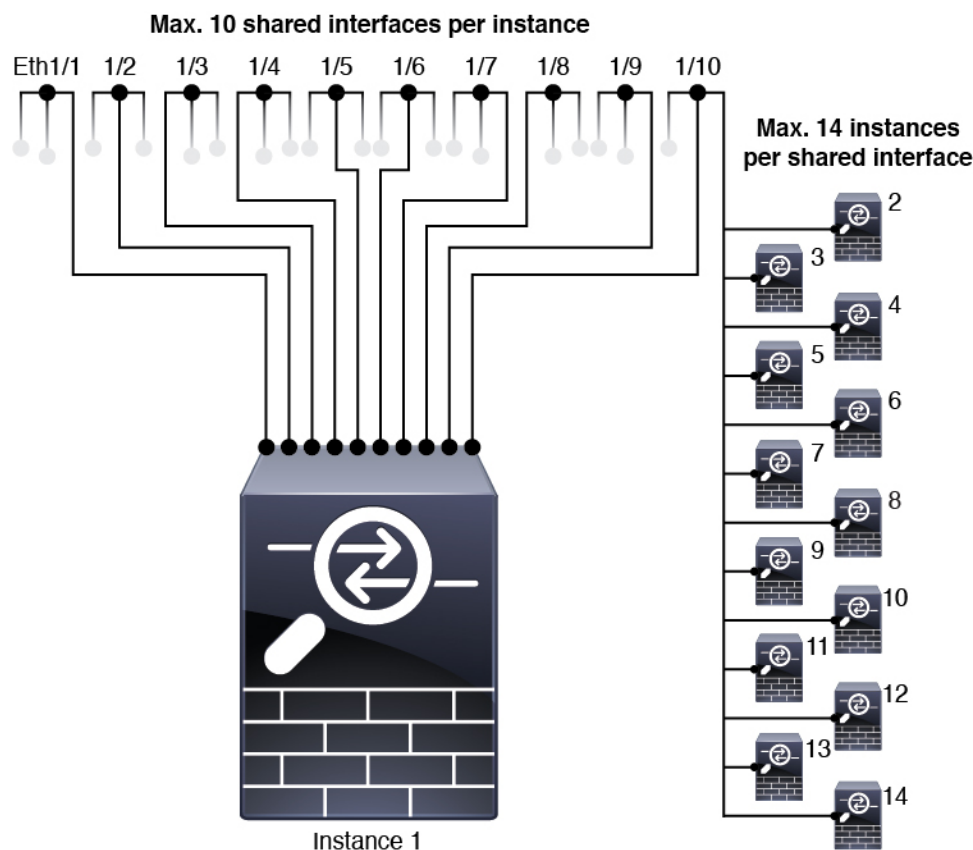 Max. 10 shared interfaces per instance
Eth1/1 1/2 1/3 1/4 1/5 1/6 1/7 1/8 1/9 1/10
Max. 14 instances
per shared interface
2
3
4
5
6
7
8
9
10
11
12
13
14
Instance 1